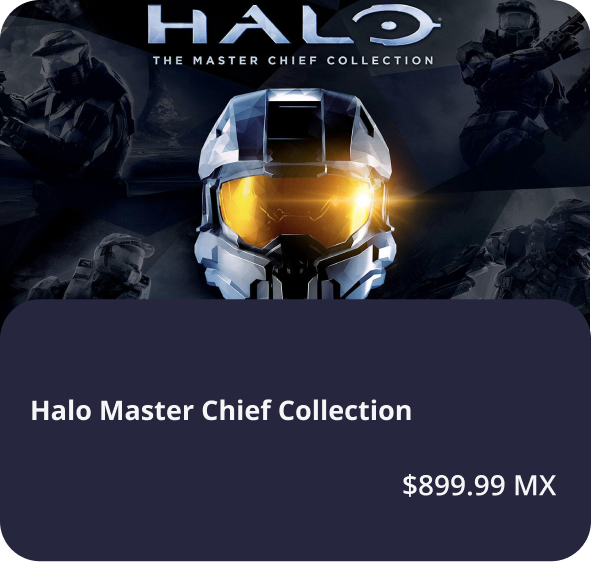 HALO
THE MASTER CHIEF COLLECTION
Halo Master Chief Collection
$899.99 MX